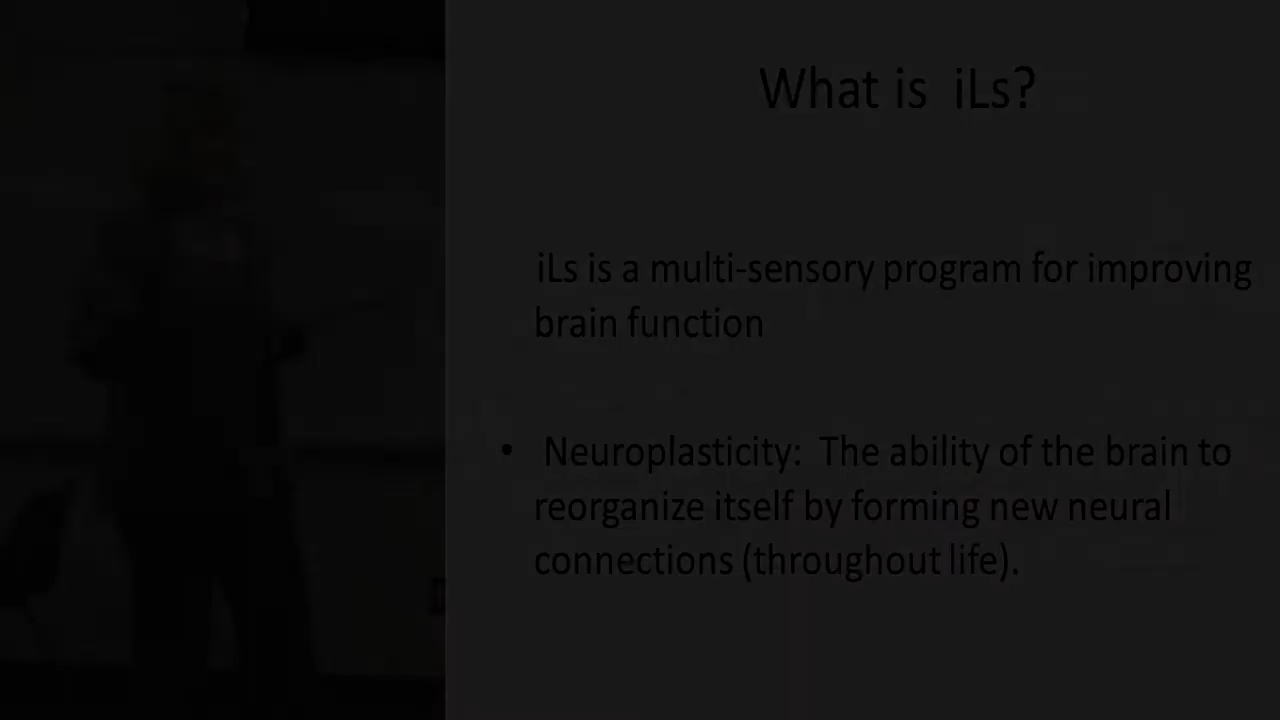 What is iLs?
iLs is a multi-sensory program for improving
brain function
• Neuroplasticity: The ability of the brain to
reorganize itself by forming new neural
connections (throughout life).